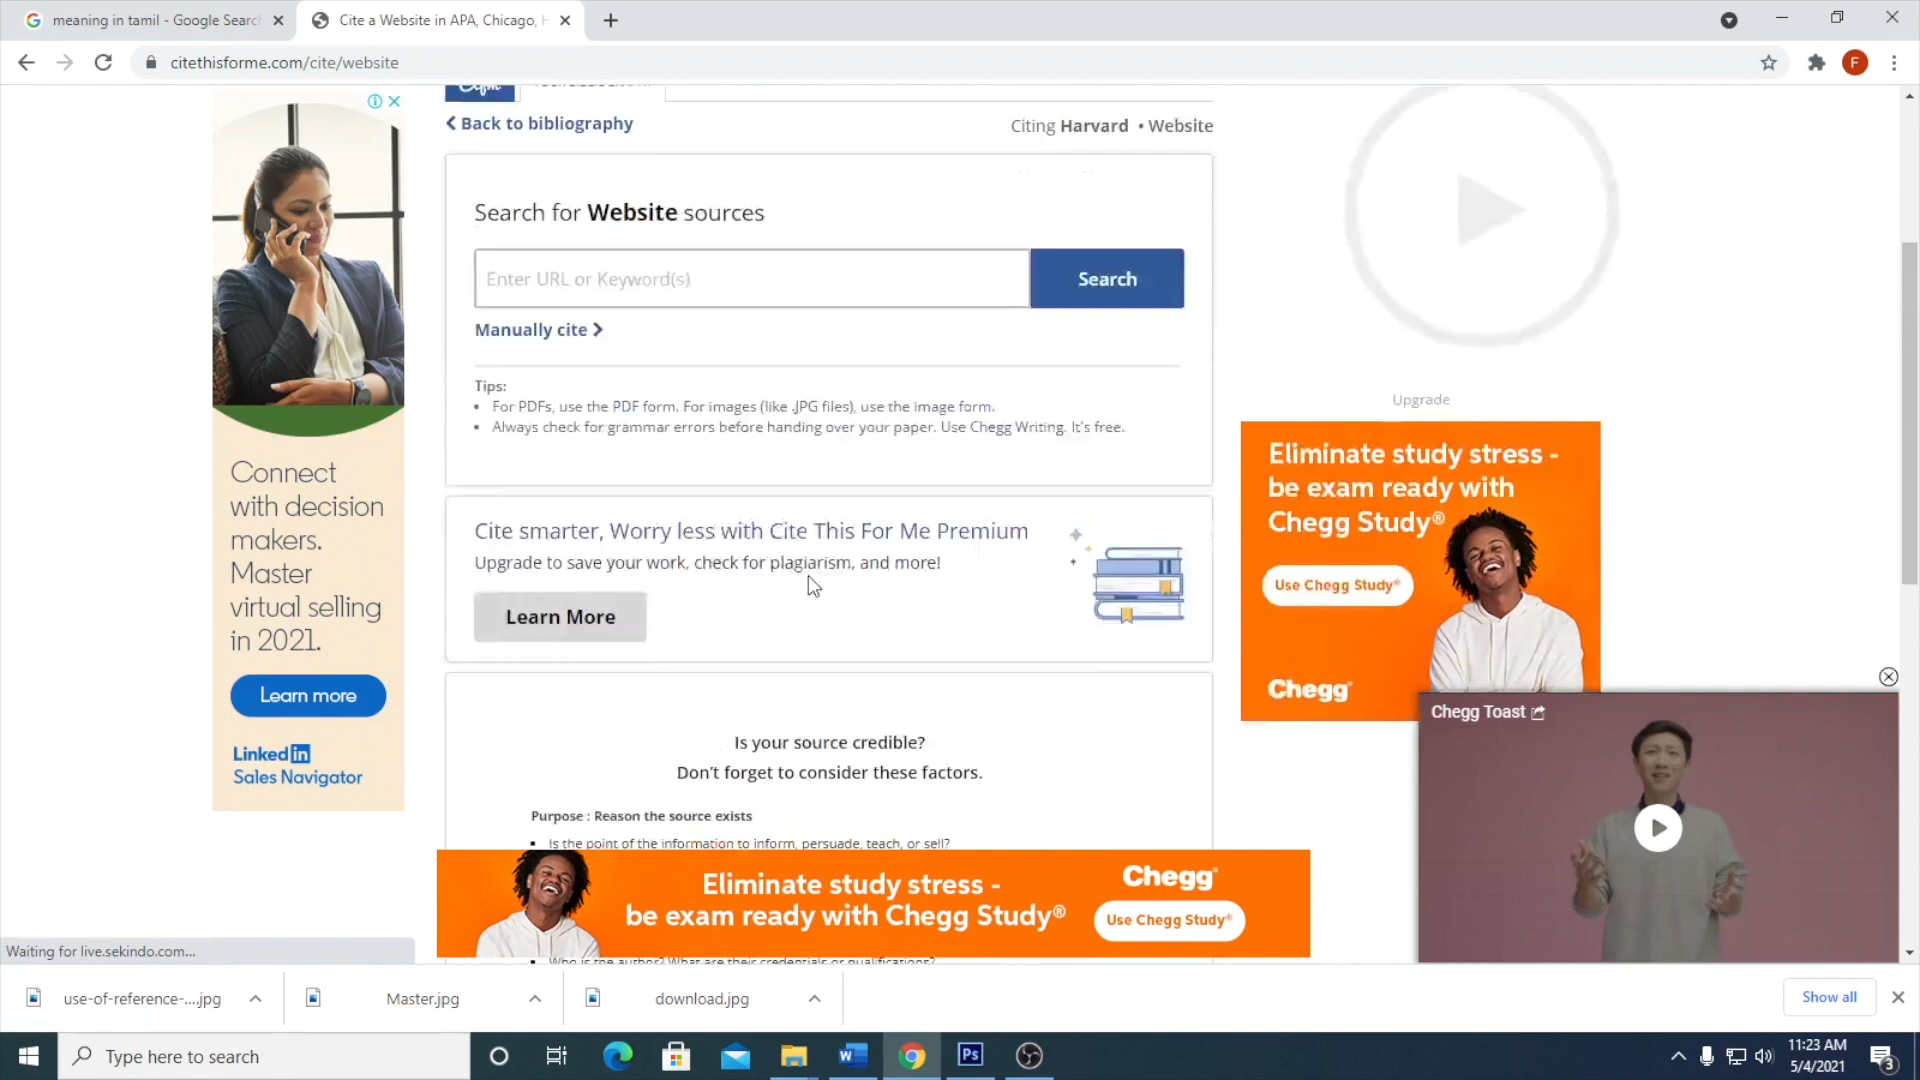 meaning in tamil - Google Searc
Cite a Website in APA, Chicago, H
citethisforme.com/cite/website
F
Back to bibliography
Citing Harvard • Website
Search for Website sources
Enter URL or Keyword(s)
Search
Manually cite
Tips:
For PDFs, use the PDF form. For images (like .JPG files), use the image form.
Always check for grammar errors before handing over your paper. Use Chegg Writing. It's free.
Cite smarter, Worry less with Cite This For Me Premium
Upgrade to save your work, check for plagiarism, and more!
Learn More
Is your source credible?
Don't forget to consider these factors.
Purpose : Reason the source exists
Is the point of the information to inform, persuade, teach, or sell?
Who is the author? What are their credentials or qualifications?
Connect
with decision
makers.
Master
virtual selling
in 2021.
Learn more
Linked in
Sales Navigator
Upgrade
Eliminate study stress -
be exam ready with
Chegg Study®
Use Chegg Study®
Chegg®
Chegg Toast
Eliminate study stress -
be exam ready with Chegg Study®
Chegg®
Use Chegg Study®
Waiting for live.sekindo.com...
use-of-reference-....jpg
Master.jpg
download.jpg
Show all
Type here to search
W
Ps
11:23 AM
5/4/2021
3